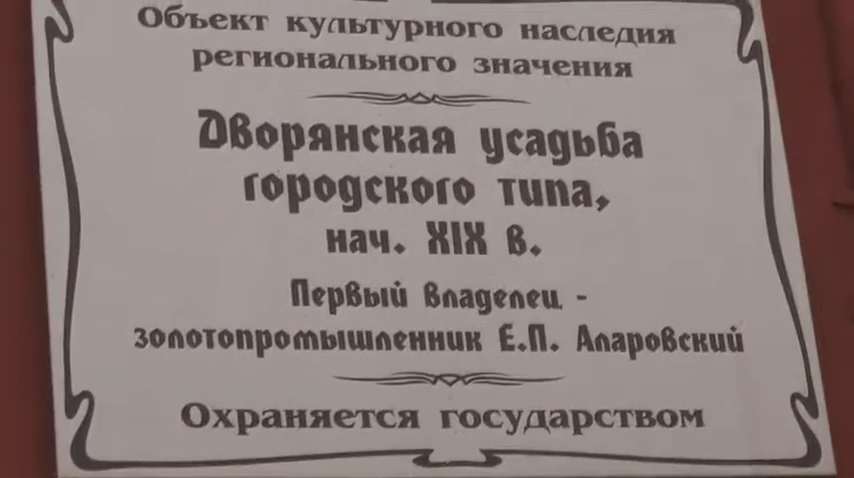 Объект культурного наследия
регионального значения
Дворянская усадьба
городского типа,
нач. XIX в.
Первый владелец -
золотопромышленник Е.П. Аларовский
Охраняется государством